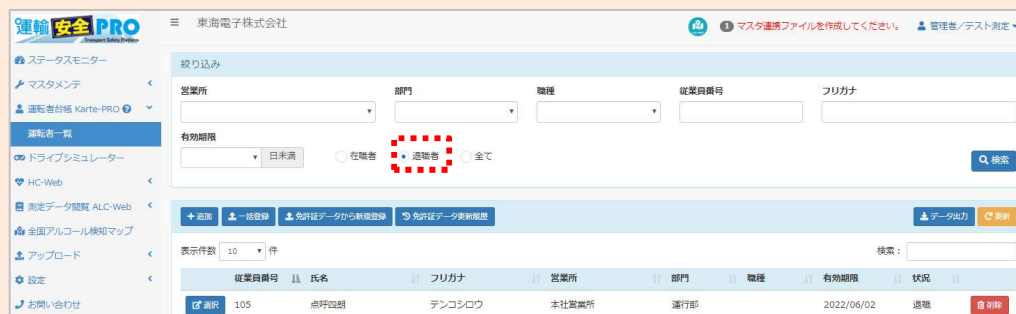 運輸安全PRO
Transport Safety Platform
東海電子株式会社
1 マスタ連携ファイルを作成してください。
管理者／テスト測定
ステータスモニター
マスタメンテ
運転者台帳 Karte-PRO
運転者一覧
ドライブシミュレーター
HC-Web
測定データ閲覧 ALC-Web
全国アルコール検知マップ
アップロード
設定
お問い合わせ
絞り込み
営業所 部門 職種 従業員番号 フリガナ
有効期限
日未満 在職者 退職者 全て
検索
+追加 一括登録 免許証データから新規登録 免許証データ更新履歴 データ出力 更新
表示件数 10 件 検索：
従業員番号 氏名 フリガナ 営業所 部門 職種 有効期限 状況
選択 105 点呼四朗 テンコシロウ 本社営業所 運行部 2022/06/02 退職 削除